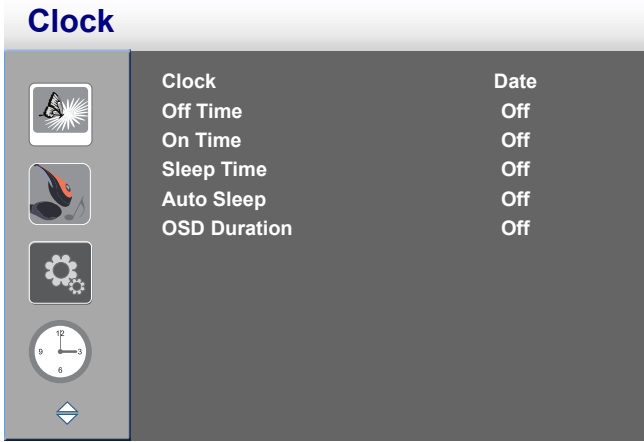 Clock
Clock Date
Off Time Off
On Time Off
Sleep Time Off
Auto Sleep Off
OSD Duration Off
12
9 3
6